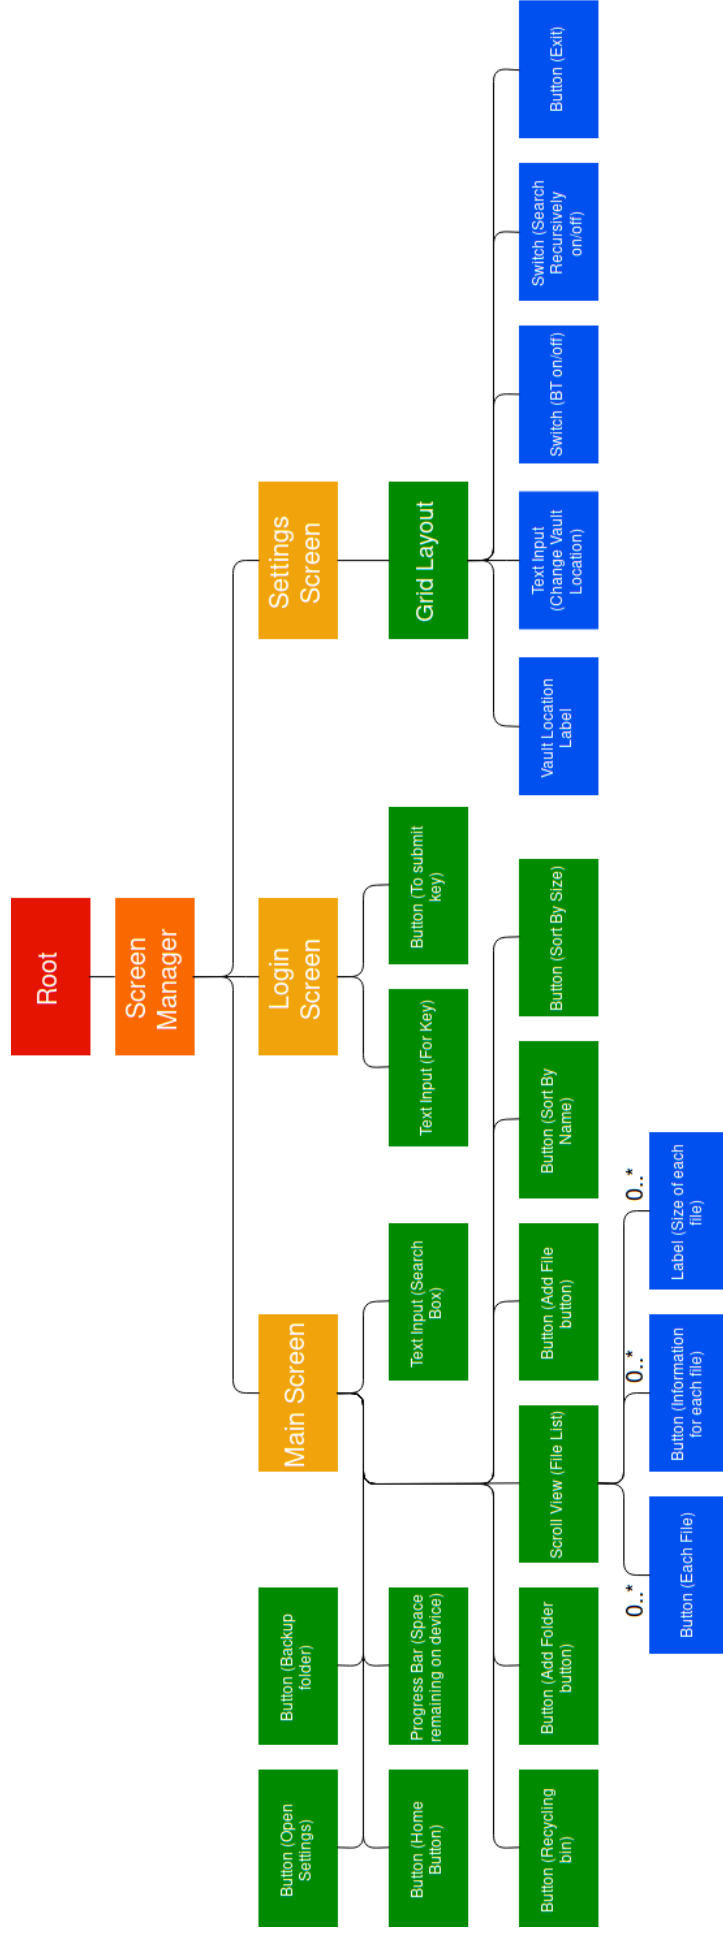 Root
Screen
Manager
Main Screen
Login
Screen
Settings
Screen
Button (Open
Settings)
Button (Backup
folder)
Button (Home
Button)
Progress Bar (Space
remaining on device)
Text Input (Search
Box)
Text Input (For Key)
Button (To submit
key)
Grid Layout
Button (Recycling
bin)
Button (Add Folder
button)
Scroll View (File List)
Button (Add File
button)
Button (Sort By
Name)
Button (Sort By Size)
Vault Location
Label
Text Input
(Change Vault
Location)
Switch (BT on/off)
Switch (Search
Recursively
on/off)
Button (Exit)
0..*
0..*
0..*
Button (Each File)
Button (Information
for each file)
Label (Size of each
file)